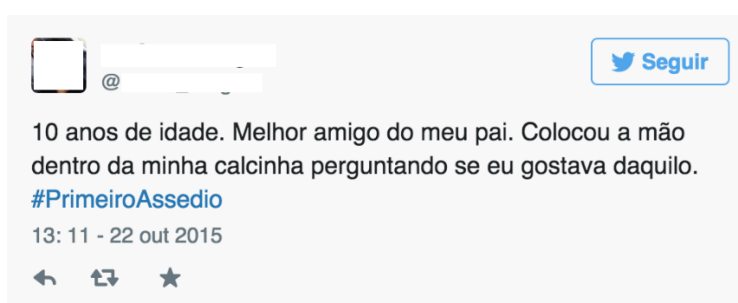 @
Seguir
10 anos de idade. Melhor amigo do meu pai. Colocou a mão
dentro da minha calcinha perguntando se eu gostava daquilo.
#PrimeiroAssedio
13: 11 - 22 out 2015